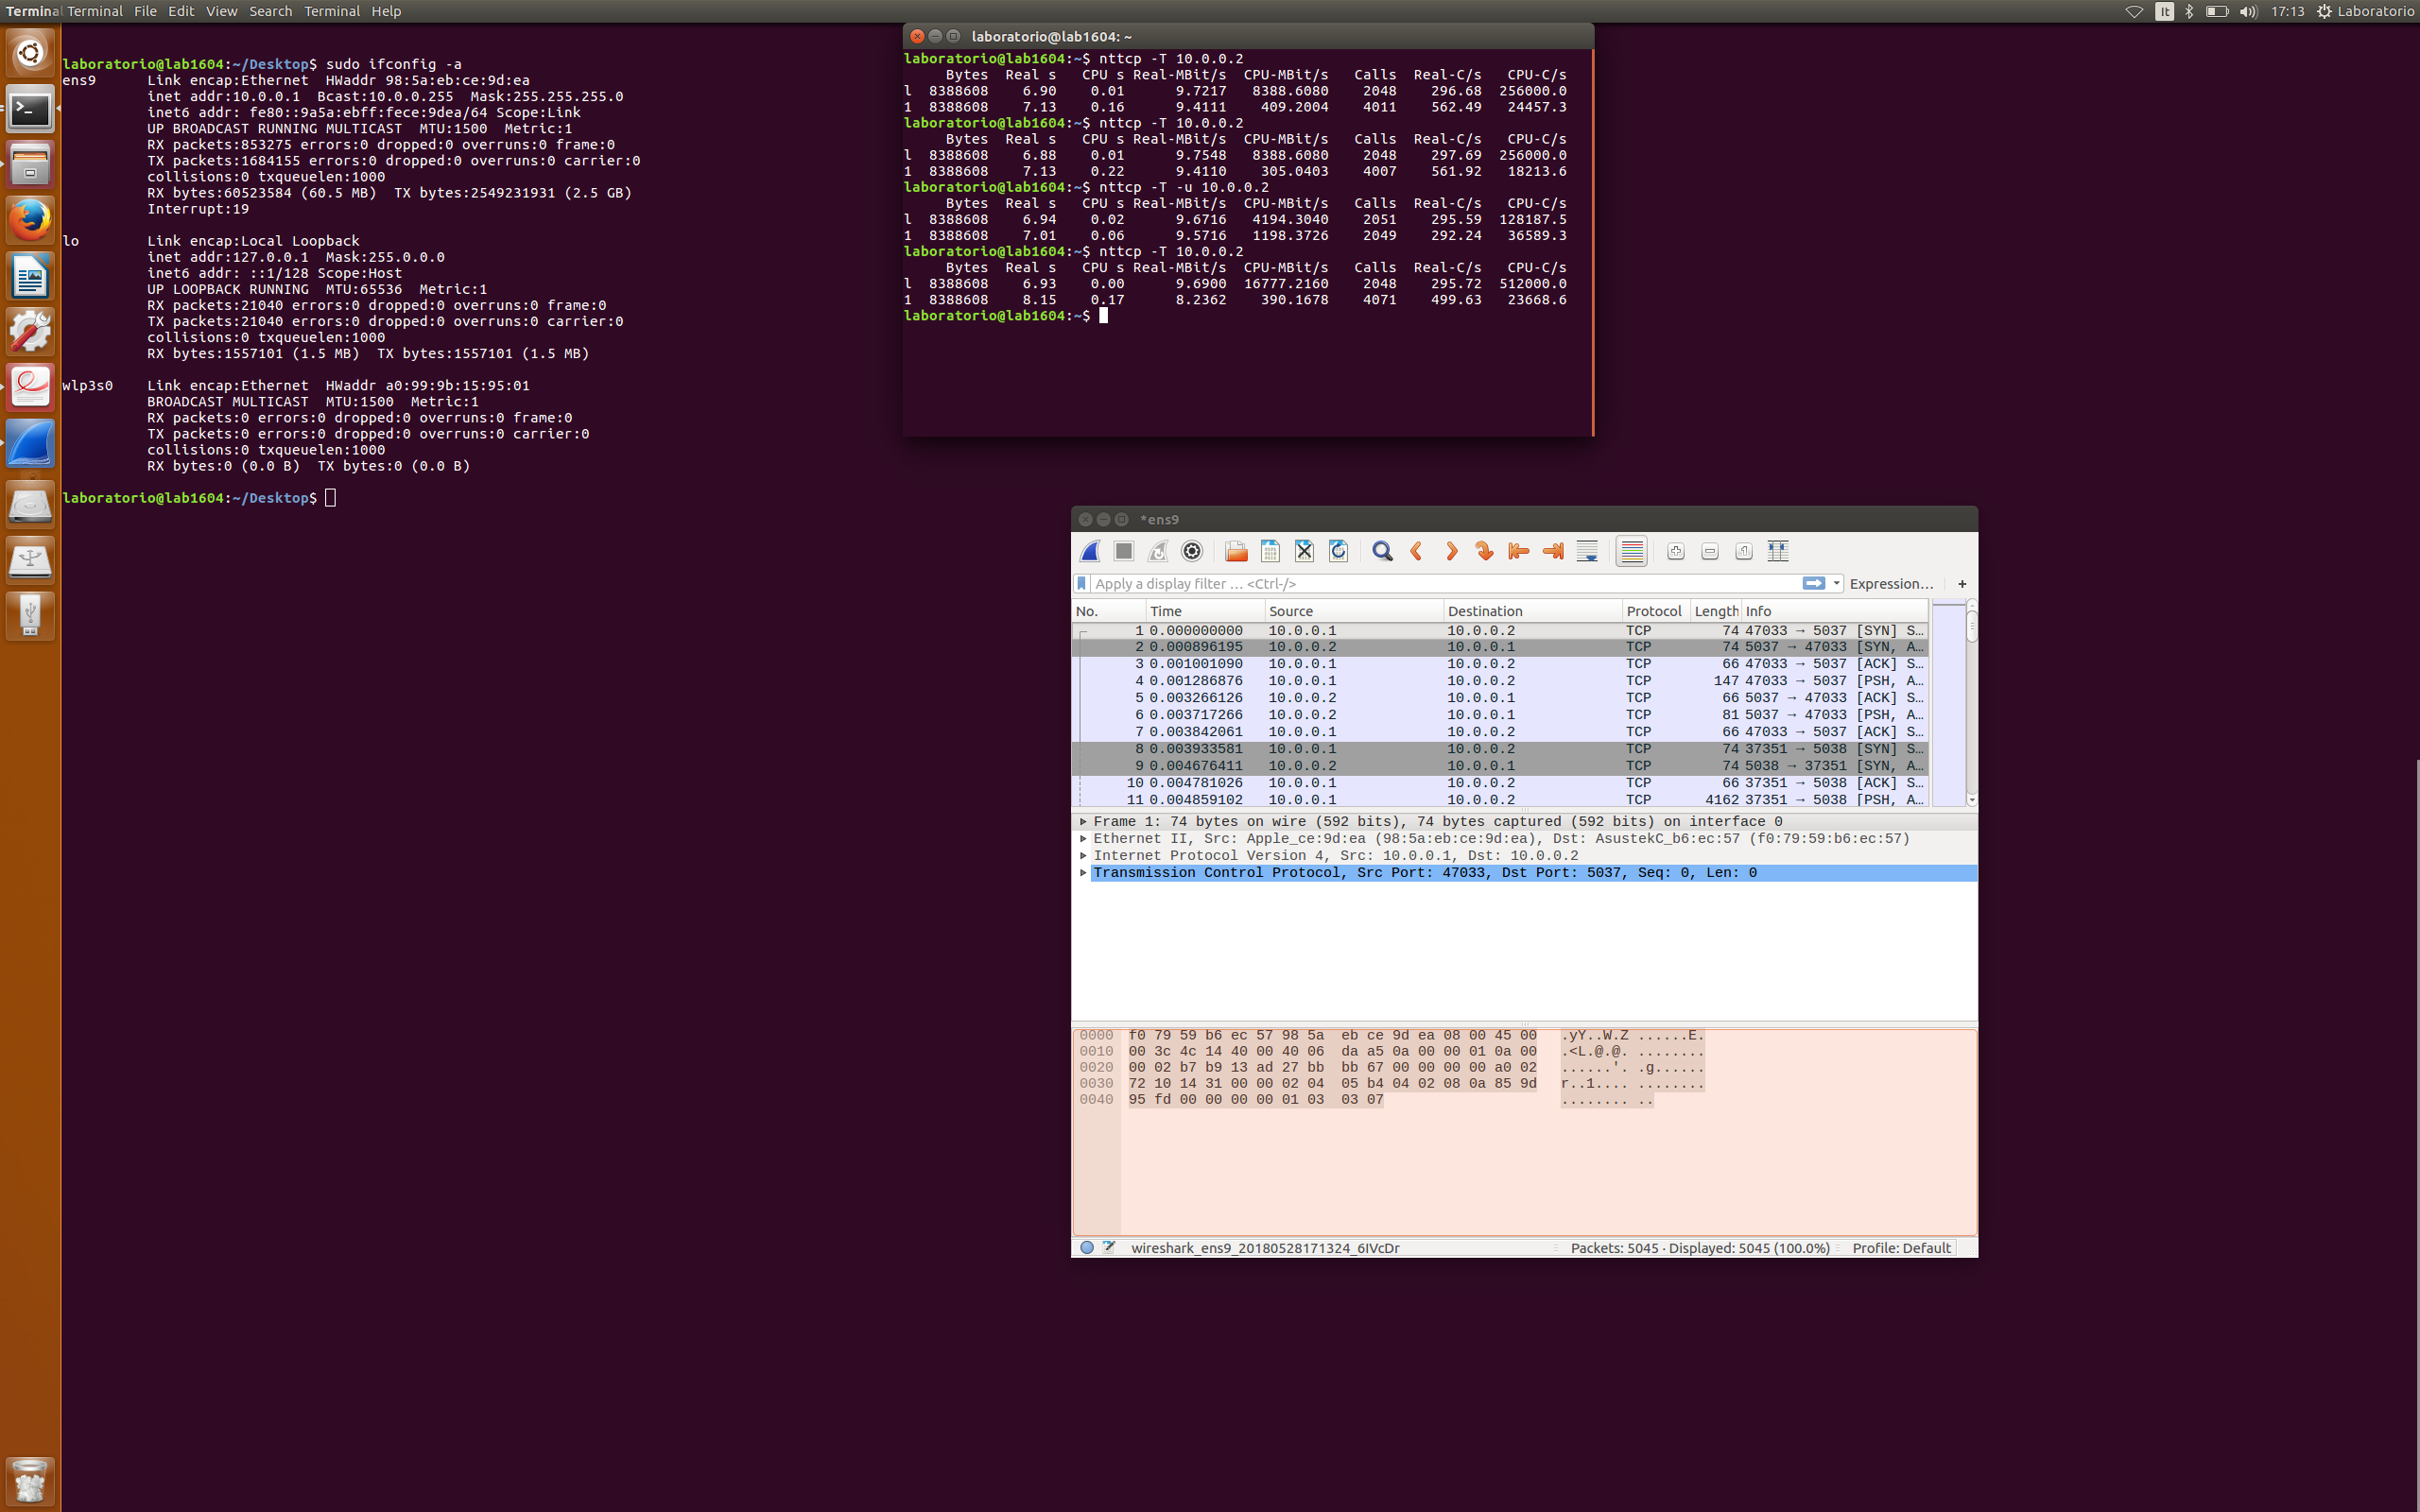 Terminal Terminal File Edit View Search Terminal Help
It 17:13 Laboratorio
laboratorio@lab1604:~/Desktop$ sudo ifconfig -a
ens9      Link encap:Ethernet  HWaddr 98:5a:eb:ce:9d:ea
          inet addr:10.0.0.1  Bcast:10.0.0.255  Mask:255.255.255.0
          inet6 addr: fe80::9a5a:ebff:fece:9dea/64 Scope:Link
          UP BROADCAST RUNNING MULTICAST  MTU:1500  Metric:1
          RX packets:853275 errors:0 dropped:0 overruns:0 frame:0
          TX packets:1684155 errors:0 dropped:0 overruns:0 carrier:0
          collisions:0 txqueuelen:1000
          RX bytes:60523584 (60.5 MB)  TX bytes:2549231931 (2.5 GB)
          Interrupt:19
lo        Link encap:Local Loopback
          inet addr:127.0.0.1  Mask:255.0.0.0
          inet6 addr: ::1/128 Scope:Host
          UP LOOPBACK RUNNING  MTU:65536  Metric:1
          RX packets:21040 errors:0 dropped:0 overruns:0 frame:0
          TX packets:21040 errors:0 dropped:0 overruns:0 carrier:0
          collisions:0 txqueuelen:1000
          RX bytes:1557101 (1.5 MB)  TX bytes:1557101 (1.5 MB)
wlp3s0    Link encap:Ethernet  HWaddr a0:99:9b:15:95:01
          BROADCAST MULTICAST  MTU:1500  Metric:1
          RX packets:0 errors:0 dropped:0 overruns:0 frame:0
          TX packets:0 errors:0 dropped:0 overruns:0 carrier:0
          collisions:0 txqueuelen:1000
          RX bytes:0 (0.0 B)  TX bytes:0 (0.0 B)
laboratorio@lab1604:~/Desktop$
laboratorio@lab1604: ~
laboratorio@lab1604:~$ nttcp -T 10.0.0.2
     Bytes  Real s   CPU s Real-MBit/s  CPU-MBit/s   Calls  Real-C/s   CPU-C/s
l  8388608    6.90    0.01      9.7217   8388.6080    2048    296.68  256000.0
1  8388608    7.13    0.16      9.4111    409.2004    4011    562.49   24457.3
laboratorio@lab1604:~$ nttcp -T 10.0.0.2
     Bytes  Real s   CPU s Real-MBit/s  CPU-MBit/s   Calls  Real-C/s   CPU-C/s
l  8388608    6.88    0.01      9.7548   8388.6080    2048    297.69  256000.0
1  8388608    7.13    0.22      9.4110    305.0403    4007    561.92   18213.6
laboratorio@lab1604:~$ nttcp -T -u 10.0.0.2
     Bytes  Real s   CPU s Real-MBit/s  CPU-MBit/s   Calls  Real-C/s   CPU-C/s
l  8388608    6.94    0.02      9.6716   4194.3040    2051    295.59  128187.5
1  8388608    7.01    0.06      9.5716   1198.3726    2049    292.24   36589.3
laboratorio@lab1604:~$ nttcp -T 10.0.0.2
     Bytes  Real s   CPU s Real-MBit/s  CPU-MBit/s   Calls  Real-C/s   CPU-C/s
l  8388608    6.93    0.00      9.6900  16777.2160    2048    295.72  512000.0
1  8388608    8.15    0.17      8.2362    390.1678    4071    499.63   23668.6
laboratorio@lab1604:~$
*ens9
Apply a display filter … <Ctrl-/> Expression… +
No. Time Source Destination Protocol Length Info
1 0.000000000 10.0.0.1 10.0.0.2 TCP 74 47033 → 5037 [SYN] S…
2 0.000896195 10.0.0.2 10.0.0.1 TCP 74 5037 → 47033 [SYN, A…
3 0.001001090 10.0.0.1 10.0.0.2 TCP 66 47033 → 5037 [ACK] S…
4 0.001286876 10.0.0.1 10.0.0.2 TCP 147 47033 → 5037 [PSH, A…
5 0.003266126 10.0.0.2 10.0.0.1 TCP 66 5037 → 47033 [ACK] S…
6 0.003717266 10.0.0.2 10.0.0.1 TCP 81 5037 → 47033 [PSH, A…
7 0.003842061 10.0.0.1 10.0.0.2 TCP 66 47033 → 5037 [ACK] S…
8 0.003933581 10.0.0.1 10.0.0.2 TCP 74 37351 → 5038 [SYN] S…
9 0.004676411 10.0.0.2 10.0.0.1 TCP 74 5038 → 37351 [SYN, A…
10 0.004781026 10.0.0.1 10.0.0.2 TCP 66 37351 → 5038 [ACK] S…
11 0.004859102 10.0.0.1 10.0.0.2 TCP 4162 37351 → 5038 [PSH, A…
Frame 1: 74 bytes on wire (592 bits), 74 bytes captured (592 bits) on interface 0
Ethernet II, Src: Apple_ce:9d:ea (98:5a:eb:ce:9d:ea), Dst: AsustekC_b6:ec:57 (f0:79:59:b6:ec:57)
Internet Protocol Version 4, Src: 10.0.0.1, Dst: 10.0.0.2
Transmission Control Protocol, Src Port: 47033, Dst Port: 5037, Seq: 0, Len: 0
0000 f0 79 59 b6 ec 57 98 5a eb ce 9d ea 08 00 45 00 .yY..W.Z ......E.
0010 00 3c 4c 14 40 00 40 06 da a5 0a 00 00 01 0a 00 .<L.@.@. ........
0020 00 02 b7 b9 13 ad 27 bb bb 67 00 00 00 00 a0 02 ......'. .g......
0030 72 10 14 31 00 00 02 04 05 b4 04 02 08 0a 85 9d r..1.... ........
0040 95 fd 00 00 00 00 01 03 03 07 ........ ..
wireshark_ens9_20180528171324_6IVcDr Packets: 5045 · Displayed: 5045 (100.0%) Profile: Default